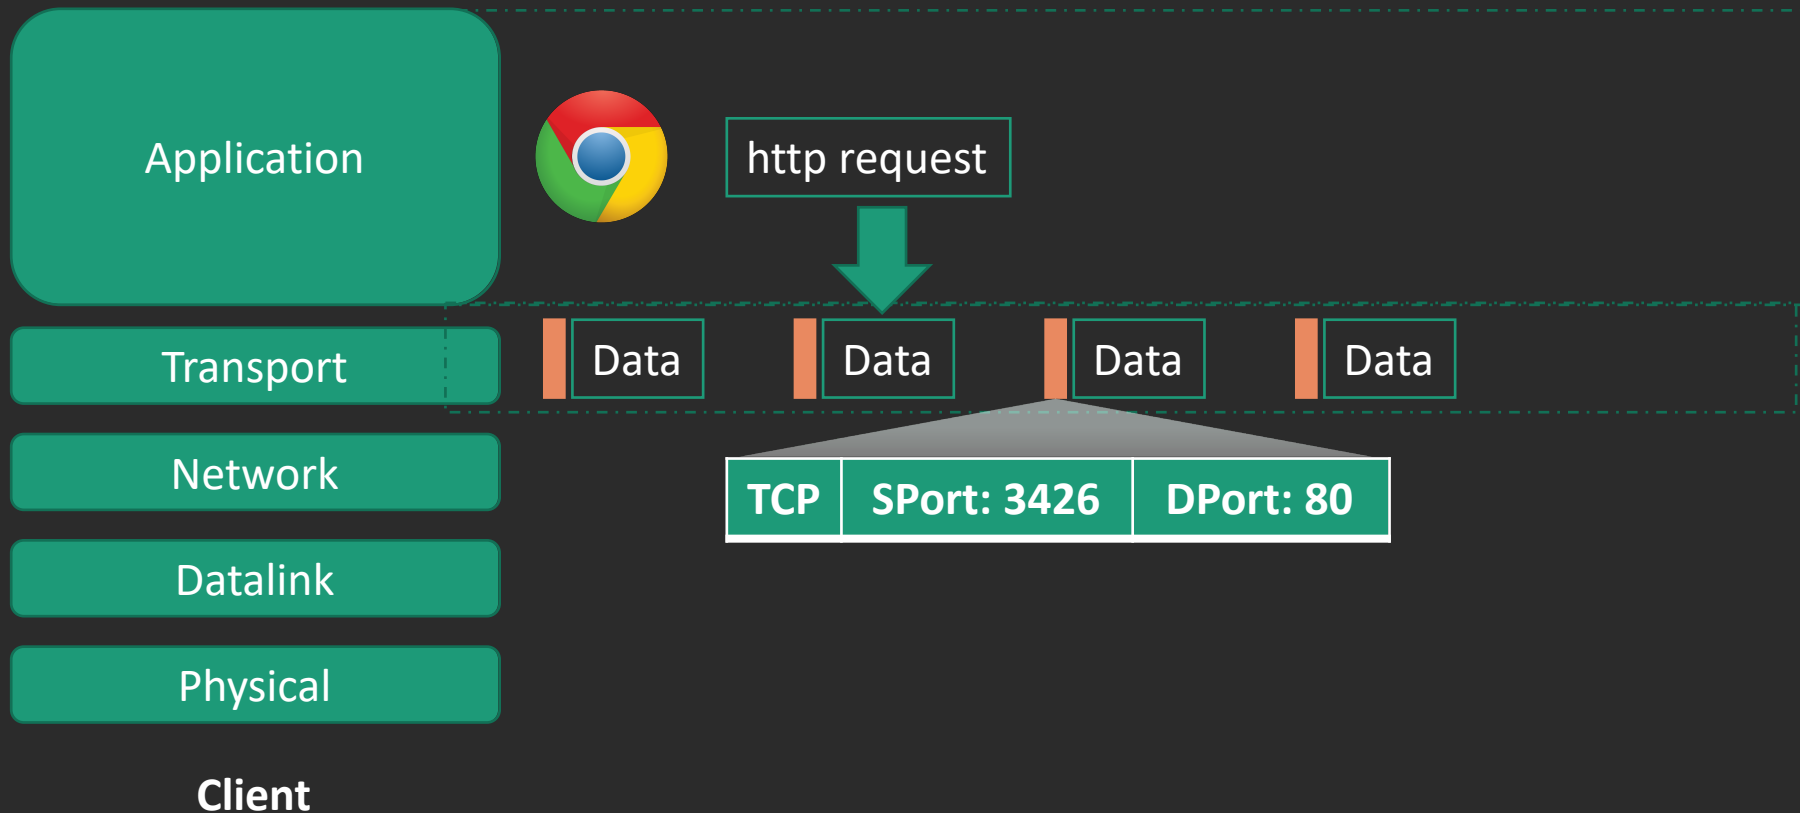 Application
http request
Transport
Data
Data
Data
Data
Network
TCP
SPort: 3426
DPort: 80
Datalink
Physical
Client